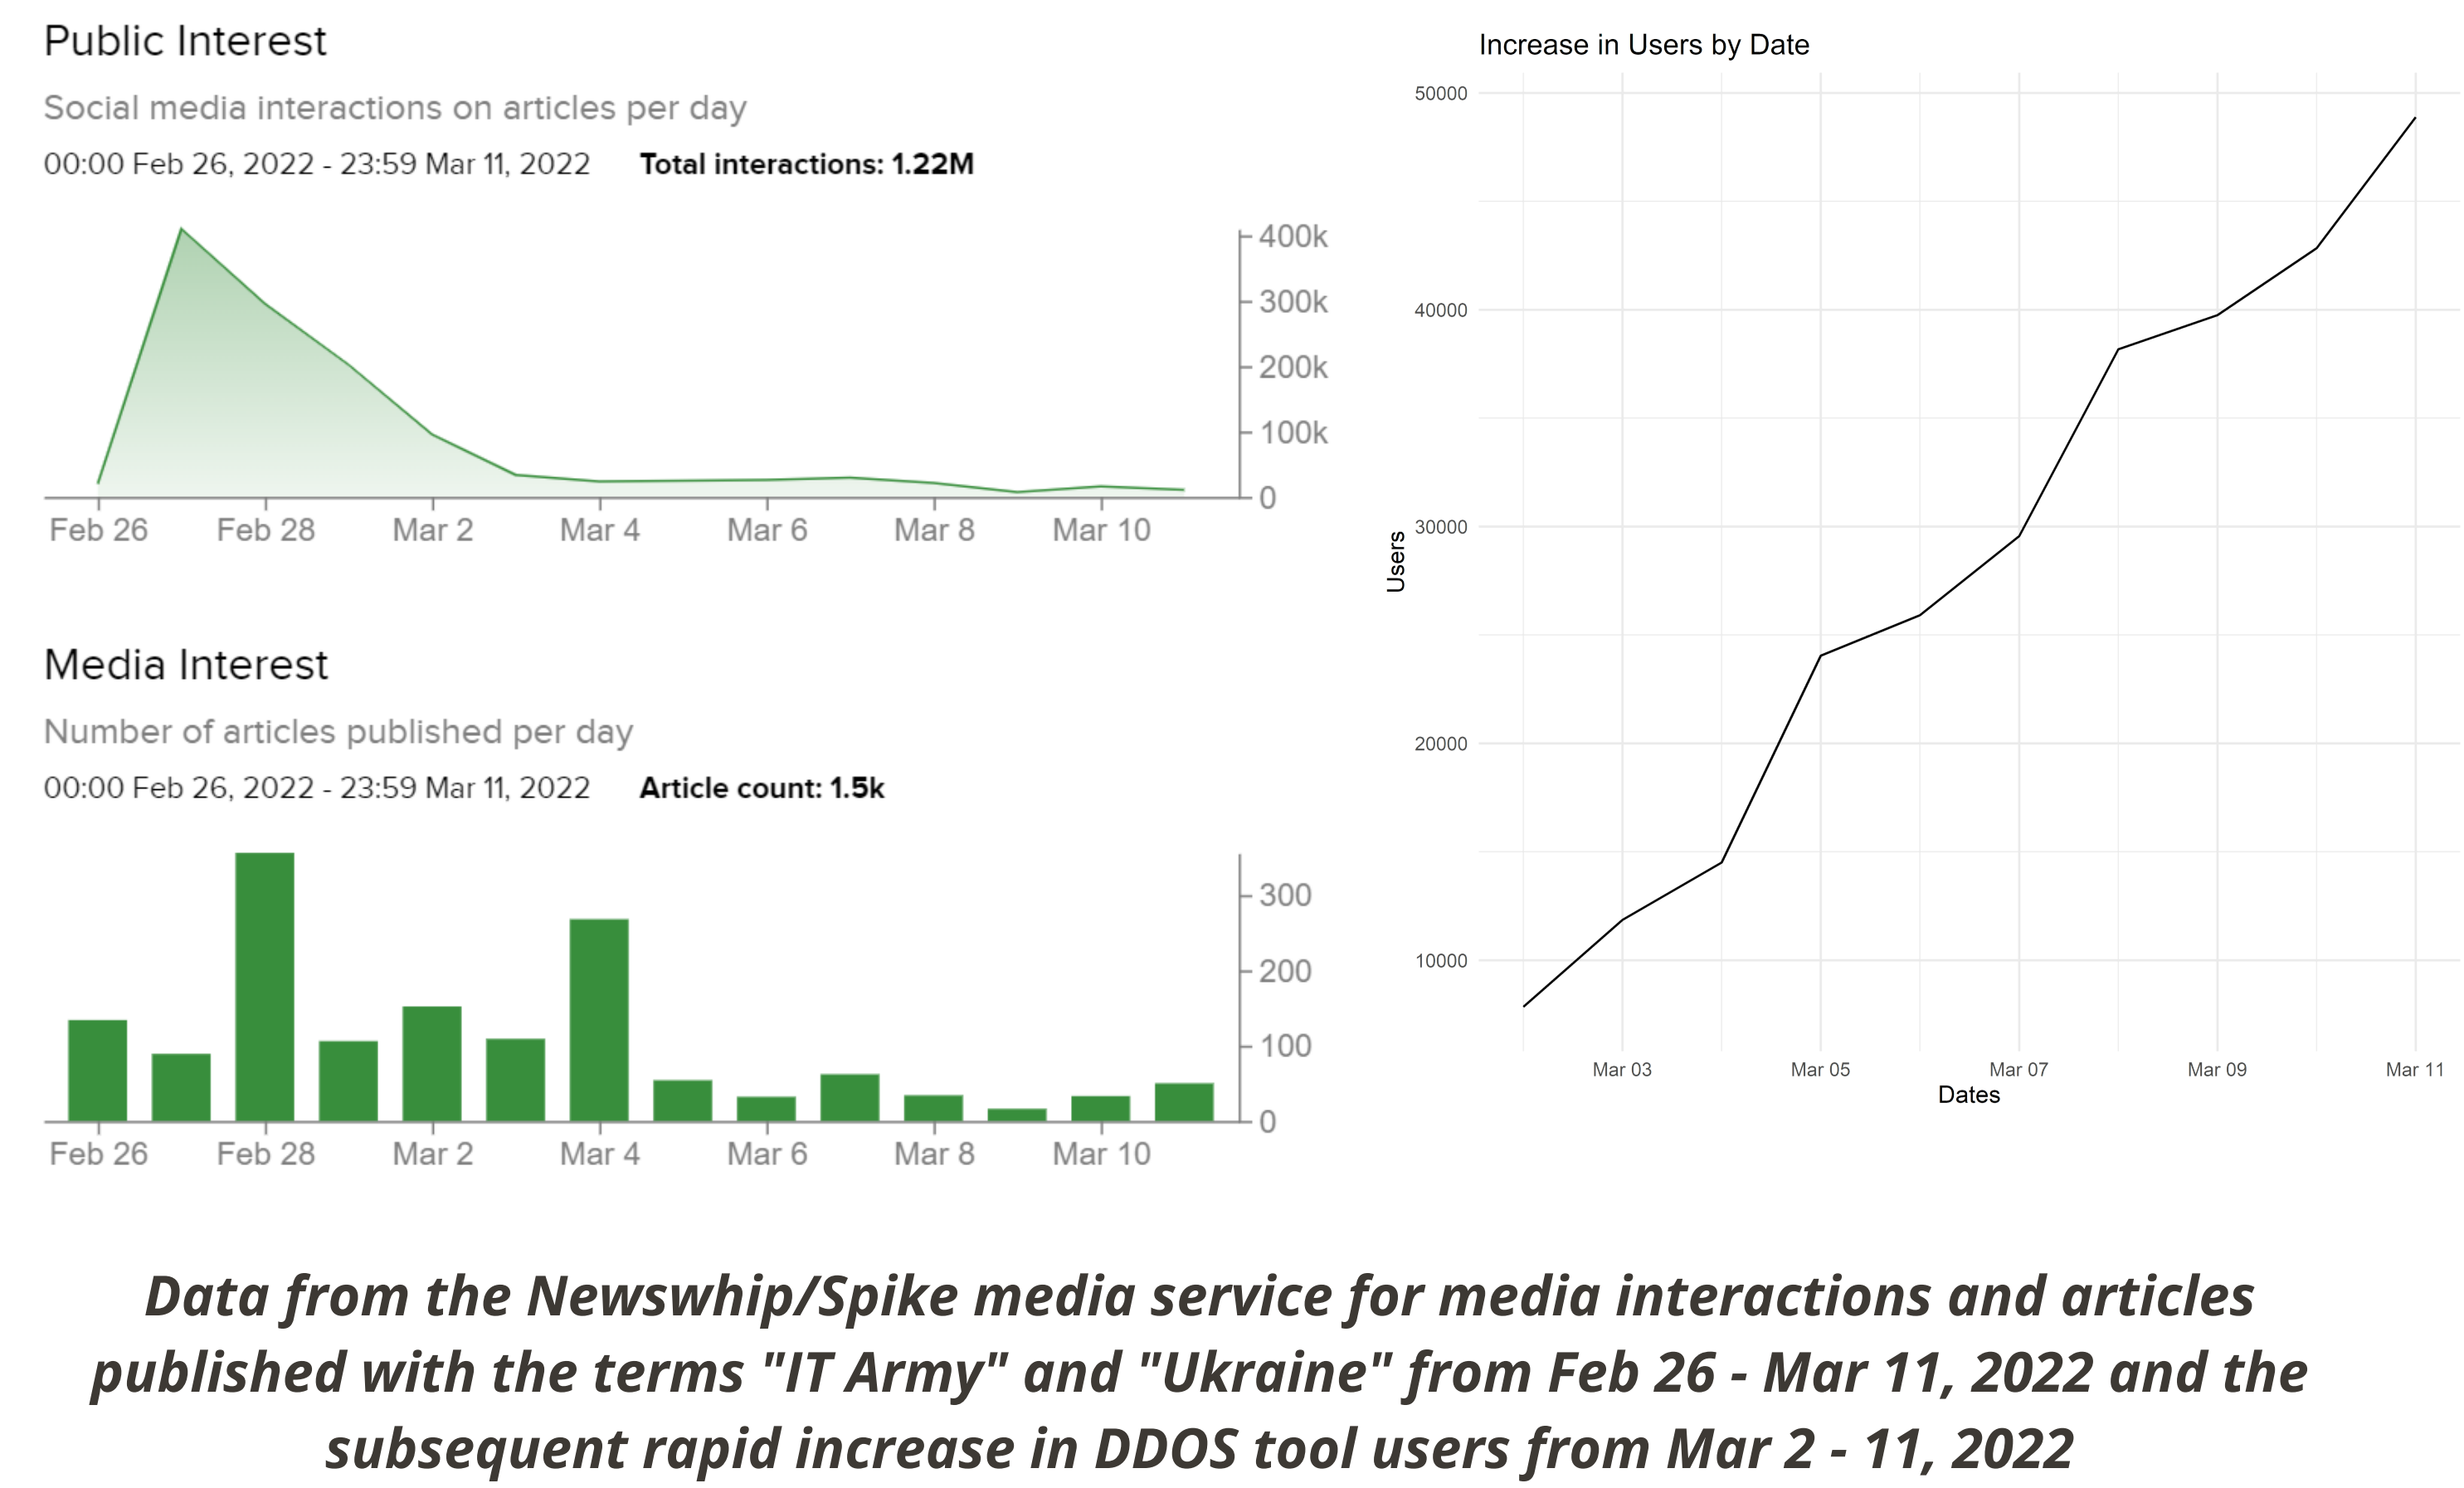 Public Interest
Social media interactions on articles per day
00:00 Feb 26, 2022 - 23:59 Mar 11, 2022 Total interactions: 1.22M
400k
300k
200k
100k
0
Feb 26 Feb 28 Mar 2 Mar 4 Mar 6 Mar 8 Mar 10
Media Interest
Number of articles published per day
00:00 Feb 26, 2022 - 23:59 Mar 11, 2022 Article count: 1.5k
300
200
100
0
Feb 26 Feb 28 Mar 2 Mar 4 Mar 6 Mar 8 Mar 10
Increase in Users by Date
50000
40000
30000
20000
10000
Users
Mar 03 Mar 05 Mar 07 Mar 09 Mar 11
Dates
Data from the Newswhip/Spike media service for media interactions and articles
published with the terms "IT Army" and "Ukraine" from Feb 26 - Mar 11, 2022 and the
subsequent rapid increase in DDOS tool users from Mar 2 - 11, 2022